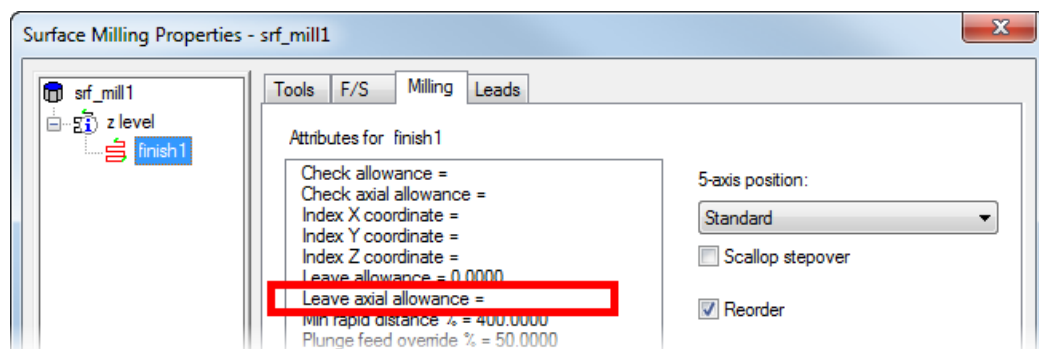 Surface Milling Properties - srf_mill1
srf_mill1
z level
finish1
Tools F/S Milling Leads
Attributes for finish1
Check allowance =
Check axial allowance =
Index X coordinate =
Index Y coordinate =
Index Z coordinate =
Leave allowance = 0.0000
Leave axial allowance =
Min rapid distance % = 400.0000
Plunge feed override % = 50.0000
5-axis position:
Standard
Scallop stepover
Reorder